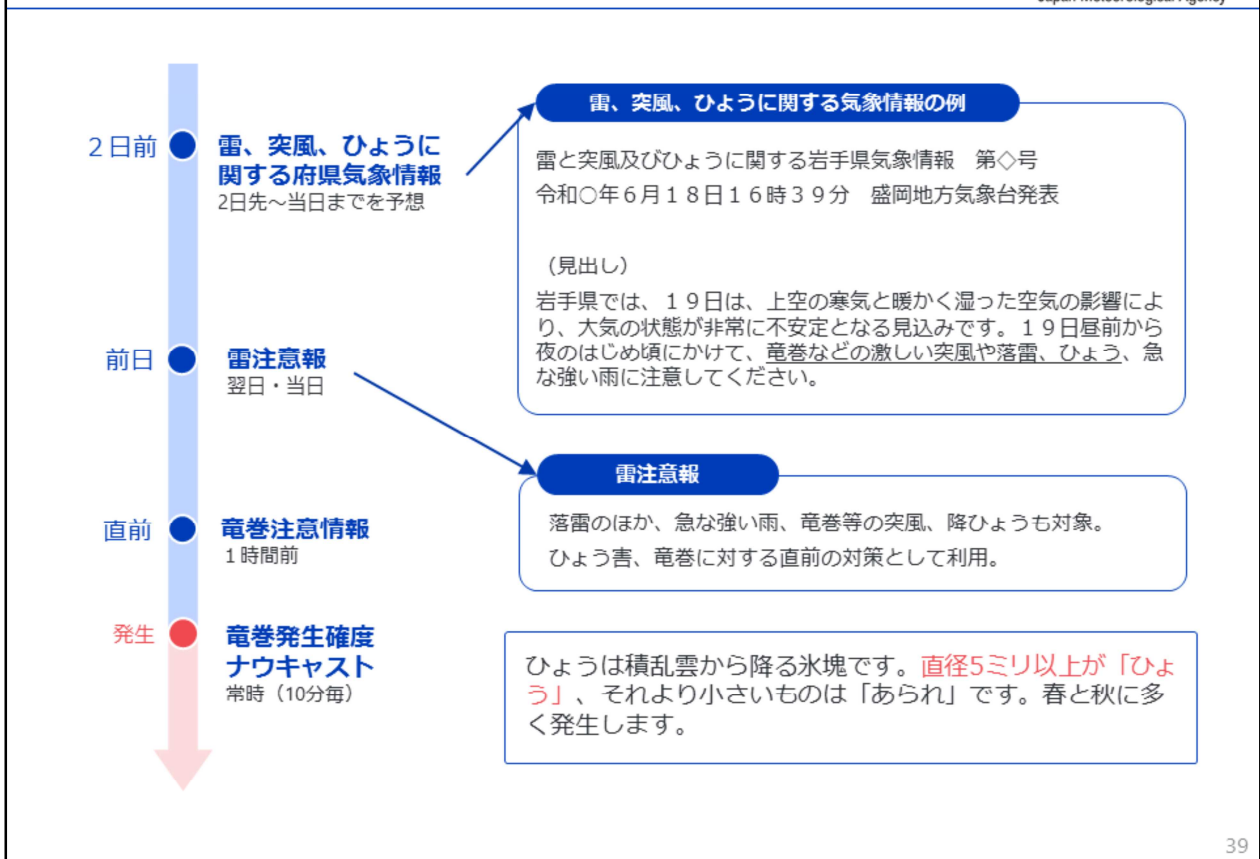 Japan Meteorological Agency
2日前
雷、突風、ひょうに
関する府県気象情報
2日先～当日までを予想
雷、突風、ひょうに関する気象情報の例
雷と突風及びひょうに関する岩手県気象情報　第◇号
令和○年６月１８日１６時３９分　盛岡地方気象台発表
（見出し）
岩手県では、１９日は、上空の寒気と暖かく湿った空気の影響によ
り、大気の状態が非常に不安定となる見込みです。１９日昼前から
夜のはじめ頃にかけて、竜巻などの激しい突風や落雷、ひょう、急
な強い雨に注意してください。
前日
雷注意報
翌日・当日
雷注意報
落雷のほか、急な強い雨、竜巻等の突風、降ひょうも対象。
ひょう害、竜巻に対する直前の対策として利用。
直前
竜巻注意情報
１時間前
発生
竜巻発生確度
ナウキャスト
常時（10分毎）
ひょうは積乱雲から降る氷塊です。直径5ミリ以上が「ひょ
う」、それより小さいものは「あられ」です。春と秋に多
く発生します。
39